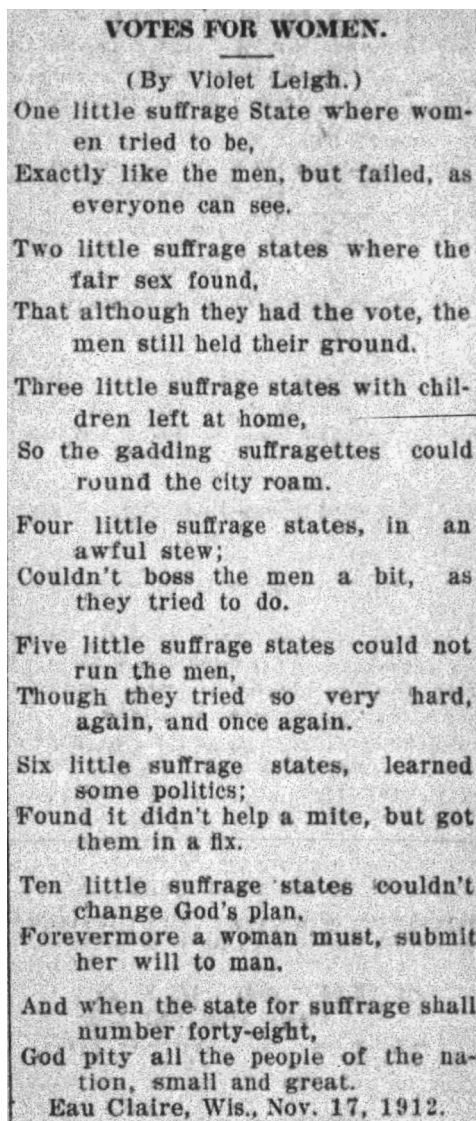 VOTES FOR WOMEN.
(By Violet Leigh.)
One little suffrage State where wom-
en tried to be,
Exactly like the men, but failed, as
everyone can see.
Two little suffrage states where the
fair sex found,
That although they had the vote, the
men still held their ground.
Three little suffrage states with chil-
dren left at home,
So the gadding suffragettes could
round the city roam.
Four little suffrage states, in an
awful stew;
Couldn't boss the men a bit, as
they tried to do.
Five little suffrage states could not
run the men,
Though they tried so very hard,
again, and once again.
Six little suffrage states, learned
some politics;
Found it didn't help a mite, but got
them in a fix.
Ten little suffrage states couldn't
change God's plan,
Forevermore a woman must, submit
her will to man.
And when the state for suffrage shall
number forty-eight,
God pity all the people of the na-
tion, small and great.
Eau Claire, Wis., Nov. 17, 1912.